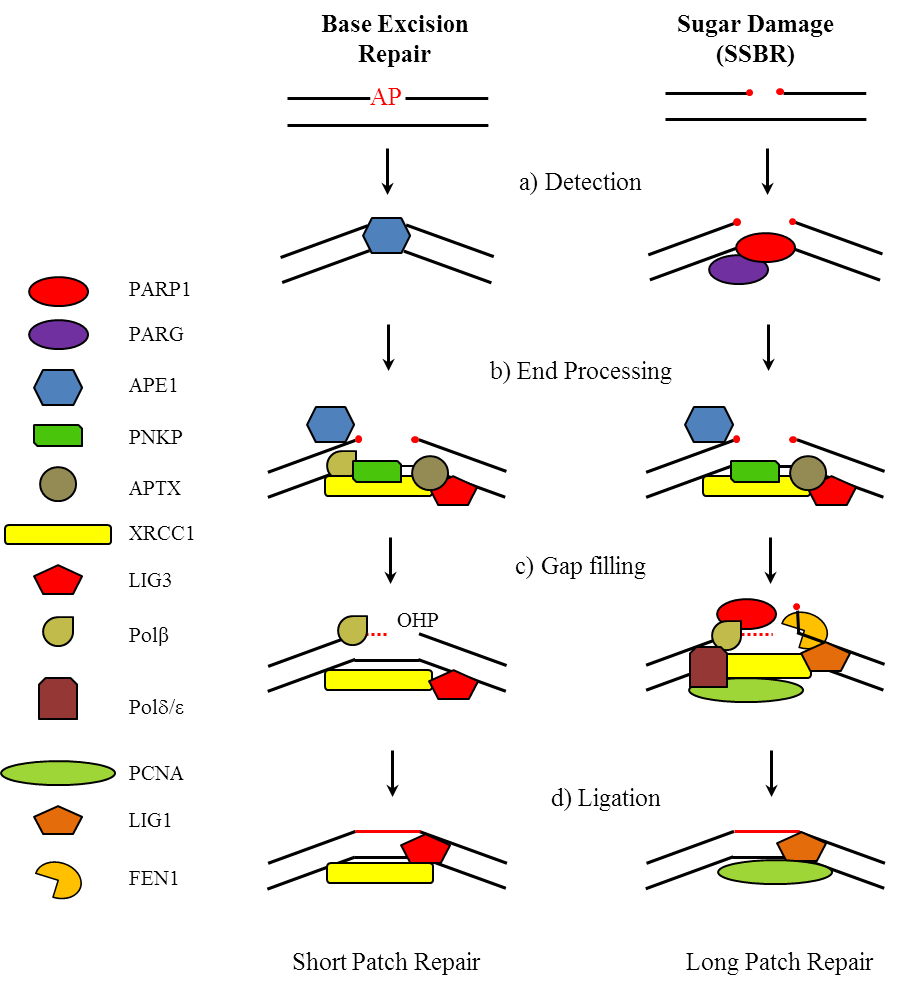 Base Excision
Repair
Sugar Damage
(SSBR)
AP
a) Detection
PARP1
PARG
b) End Processing
APE1
PNKP
APTX
XRCC1
c) Gap filling
LIG3
OHP
Polβ
Polδ/ε
PCNA
d) Ligation
LIG1
FEN1
Short Patch Repair
Long Patch Repair